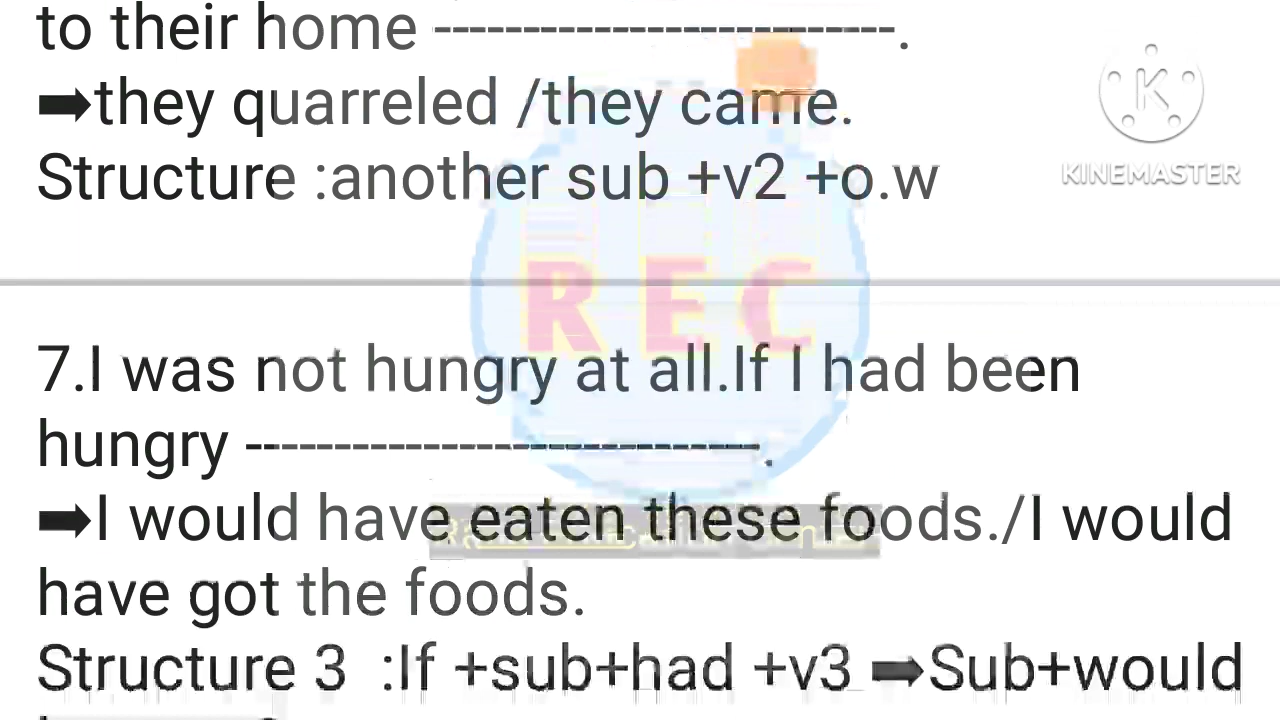 to their home -------------------------.
➡they quarreled /they came.
Structure :another sub +v2 +o.w
K
KINEMASTER
REC
7.I was not hungry at all.If I had been
hungry ----------------------------.
➡I would have eaten these foods./I would
have got the foods.
Structure 3 :If +sub+had +v3 ➡Sub+would